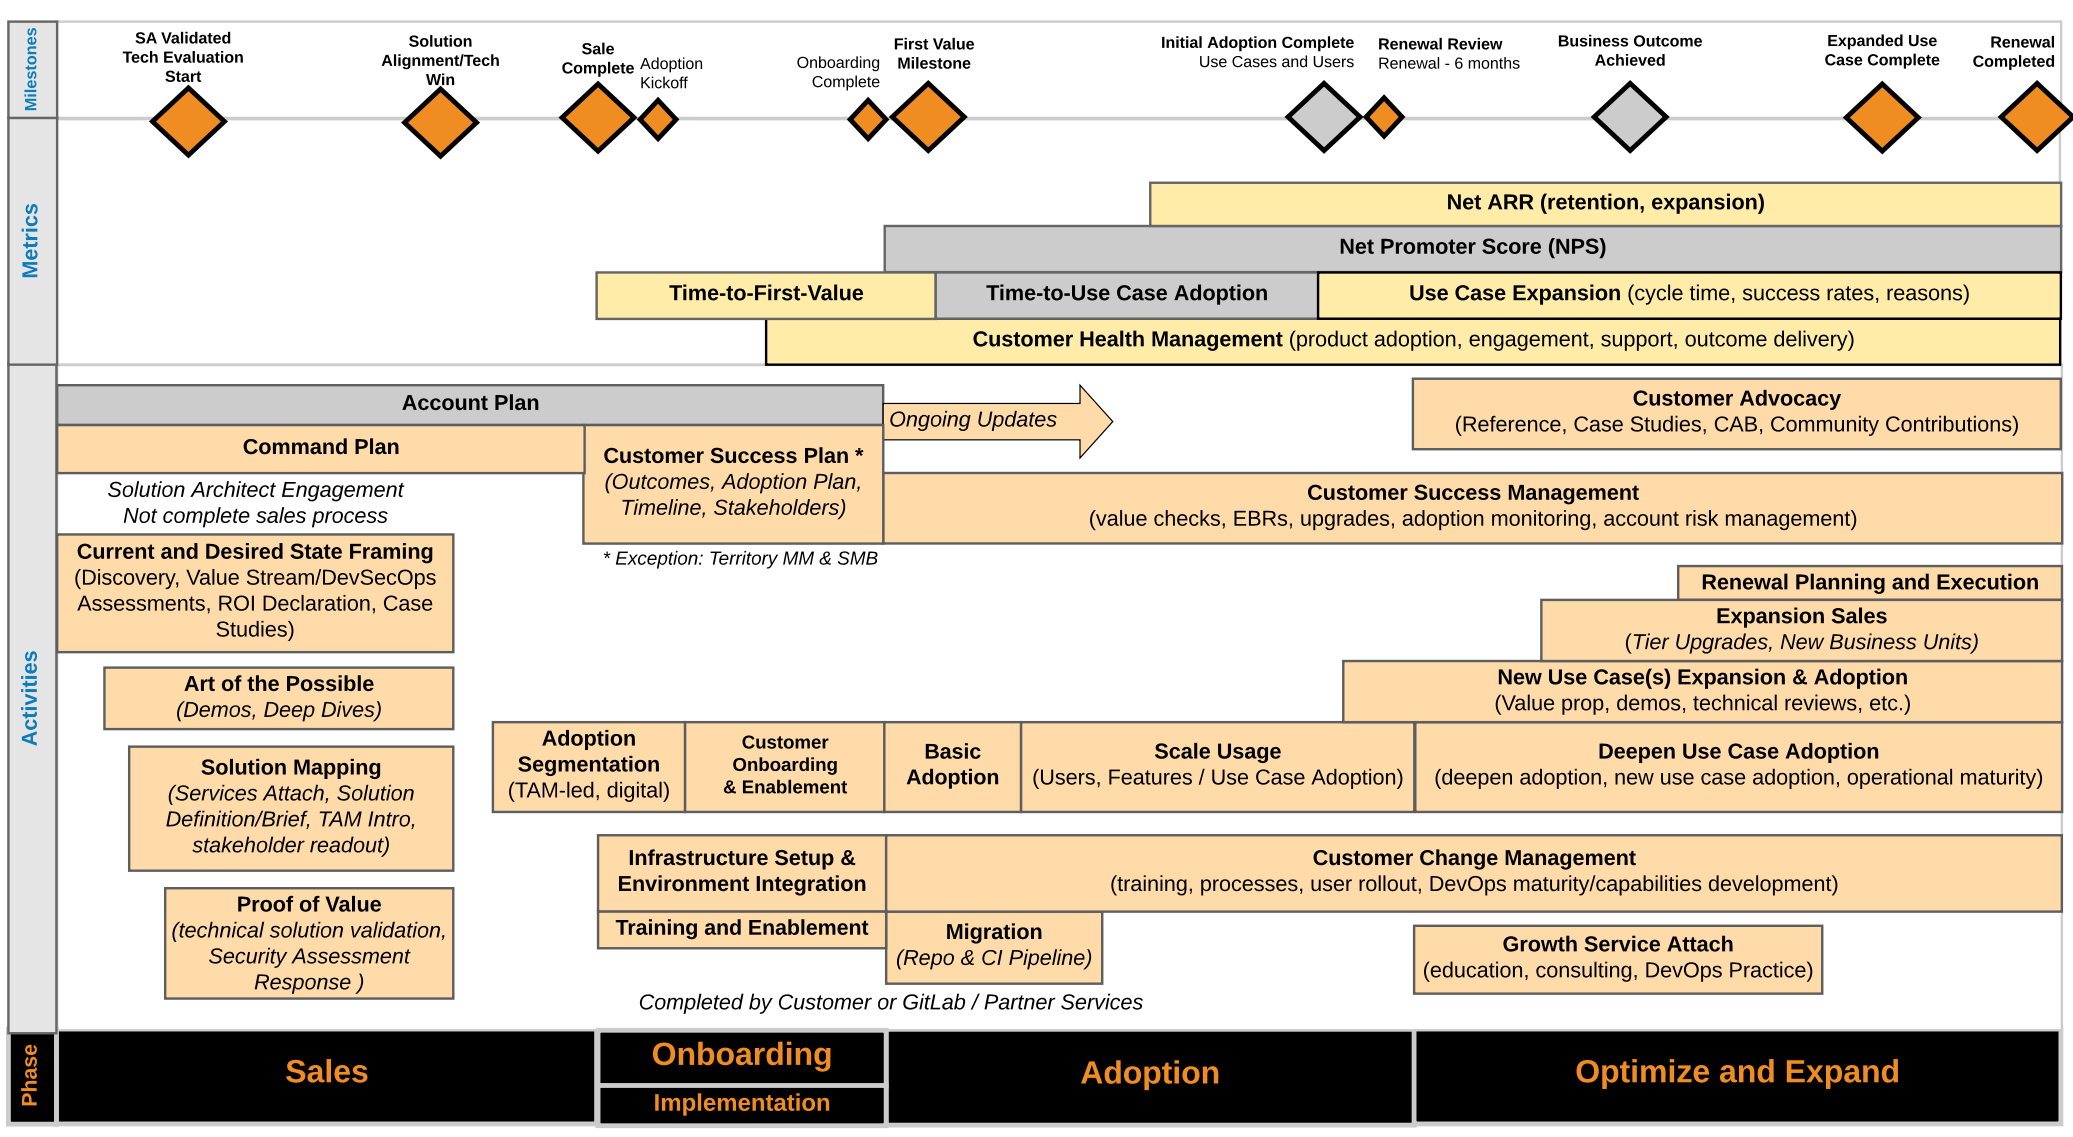 Milestones
SA Validated
Tech Evaluation
Start
Solution
Alignment/Tech
Win
Sale
Complete
Adoption
Kickoff
Onboarding
Complete
First Value
Milestone
Initial Adoption Complete
Use Cases and Users
Renewal Review
Renewal - 6 months
Business Outcome
Achieved
Expanded Use
Case Complete
Renewal
Completed
Metrics
Net ARR (retention, expansion)
Net Promoter Score (NPS)
Time-to-First-Value
Time-to-Use Case Adoption
Use Case Expansion (cycle time, success rates, reasons)
Customer Health Management (product adoption, engagement, support, outcome delivery)
Activities
Account Plan
Ongoing Updates
Customer Advocacy
(Reference, Case Studies, CAB, Community Contributions)
Command Plan
Customer Success Plan *
(Outcomes, Adoption Plan,
Timeline, Stakeholders)
* Exception: Territory MM & SMB
Customer Success Management
(value checks, EBRs, upgrades, adoption monitoring, account risk management)
Solution Architect Engagement
Not complete sales process
Current and Desired State Framing
(Discovery, Value Stream/DevSecOps
Assessments, ROI Declaration, Case
Studies)
Art of the Possible
(Demos, Deep Dives)
Solution Mapping
(Services Attach, Solution
Definition/Brief, TAM Intro,
stakeholder readout)
Proof of Value
(technical solution validation,
Security Assessment
Response )
Renewal Planning and Execution
Expansion Sales
(Tier Upgrades, New Business Units)
New Use Case(s) Expansion & Adoption
(Value prop, demos, technical reviews, etc.)
Adoption
Segmentation
(TAM-led, digital)
Customer
Onboarding
& Enablement
Basic
Adoption
Scale Usage
(Users, Features / Use Case Adoption)
Deepen Use Case Adoption
(deepen adoption, new use case adoption, operational maturity)
Infrastructure Setup &
Environment Integration
Customer Change Management
(training, processes, user rollout, DevOps maturity/capabilities development)
Training and Enablement
Migration
(Repo & CI Pipeline)
Growth Service Attach
(education, consulting, DevOps Practice)
Completed by Customer or GitLab / Partner Services
Phase
Sales
Onboarding
Implementation
Adoption
Optimize and Expand